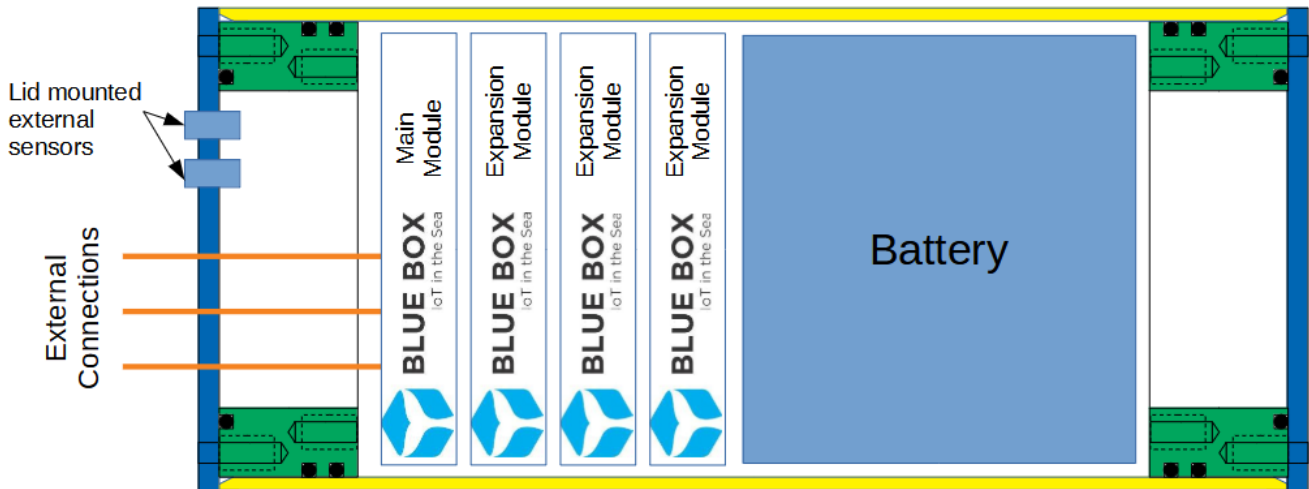 Lid mounted
external
sensors
External
Connections
Main
Module
BLUE BOX
IoT in the Sea
Expansion
Module
BLUE BOX
IoT in the Sea
Expansion
Module
BLUE BOX
IoT in the Sea
Expansion
Module
BLUE BOX
IoT in the Sea
Battery